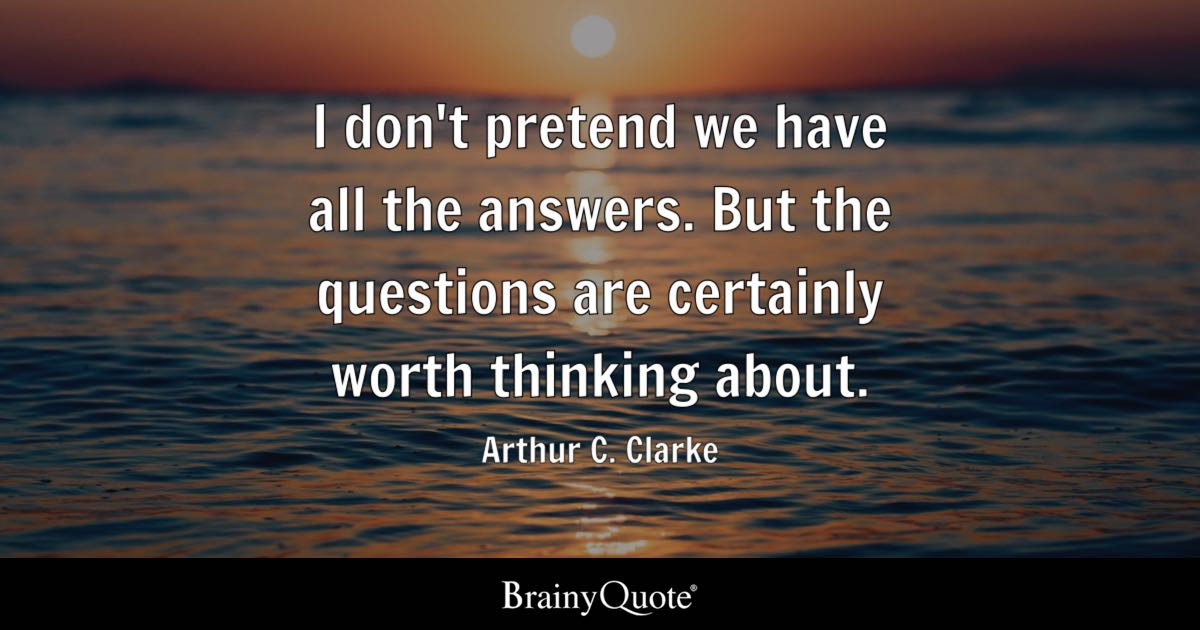 I don't pretend we have
all the answers. But the
questions are certainly
worth thinking about.
Arthur C. Clarke
BrainyQuote®